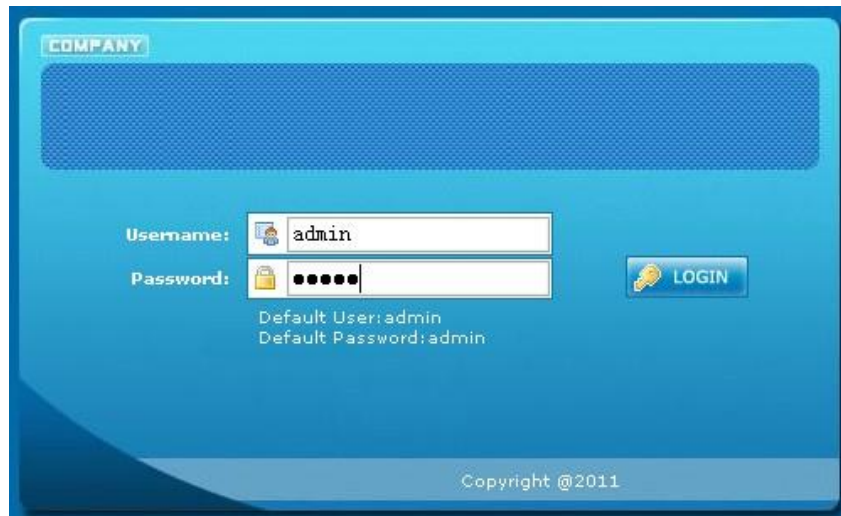 COMPANY
Username: admin
Password: •••••
LOGIN
Default User:admin
Default Password:admin
Copyright @2011